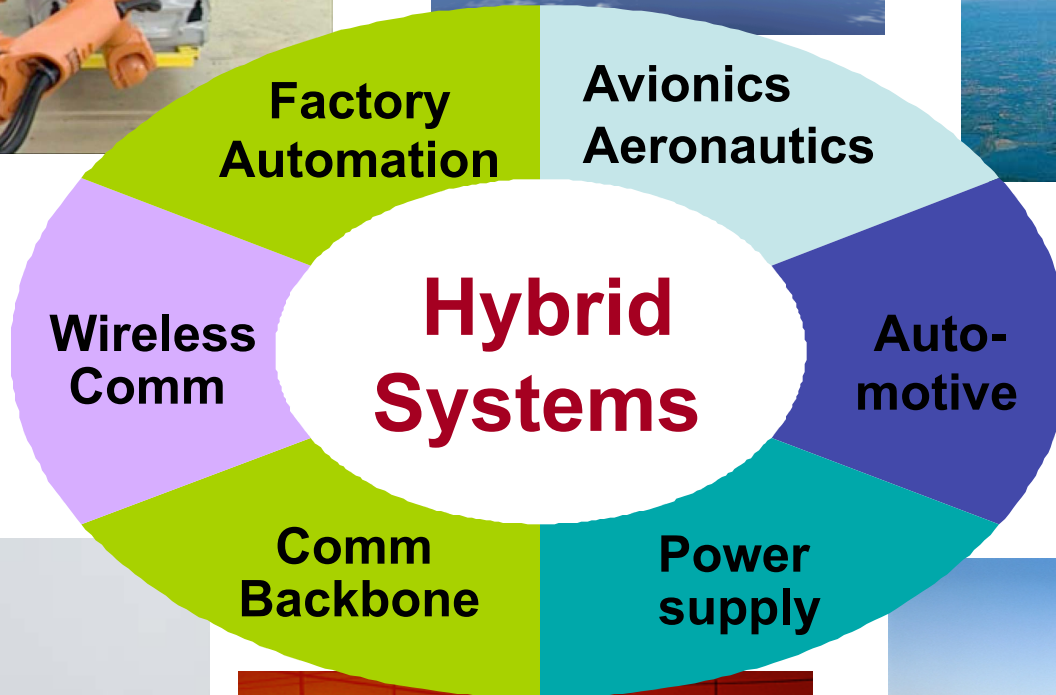 Factory
Automation
Avionics
Aeronautics
Wireless
Comm
Hybrid
Systems
Auto-
motive
Comm
Backbone
Power
supply